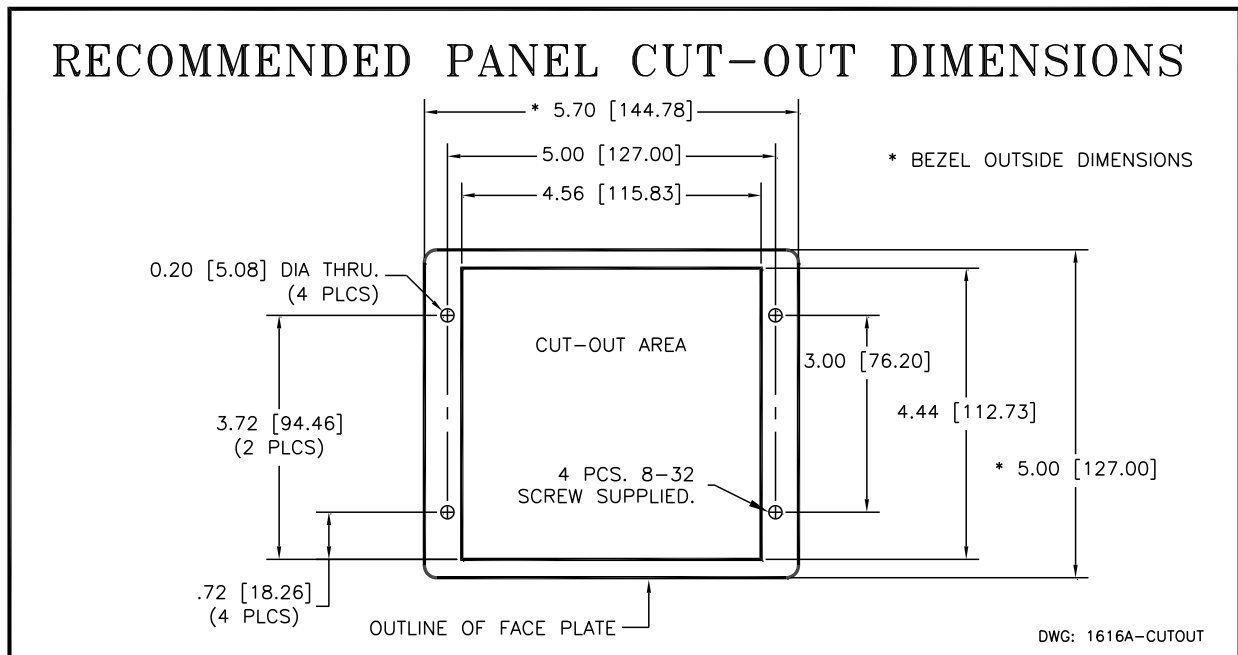 RECOMMENDED PANEL CUT-OUT DIMENSIONS
* 5.70 [144.78]
5.00 [127.00]
* BEZEL OUTSIDE DIMENSIONS
4.56 [115.83]
0.20 [5.08] DIA THRU.
(4 PLCS)
CUT-OUT AREA
3.00 [76.20]
3.72 [94.46]
(2 PLCS)
4.44 [112.73]
* 5.00 [127.00]
4 PCS. 8-32
SCREW SUPPLIED.
.72 [18.26]
(4 PLCS)
OUTLINE OF FACE PLATE
DWG: 1616A-CUTOUT